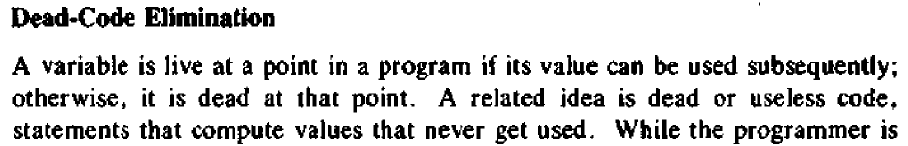 Dead-Code Elimination
A variable is live at a point in a program if its value can be used subsequently;
otherwise, it is dead at that point. A related idea is dead or useless code,
statements that compute values that never get used. While the programmer is